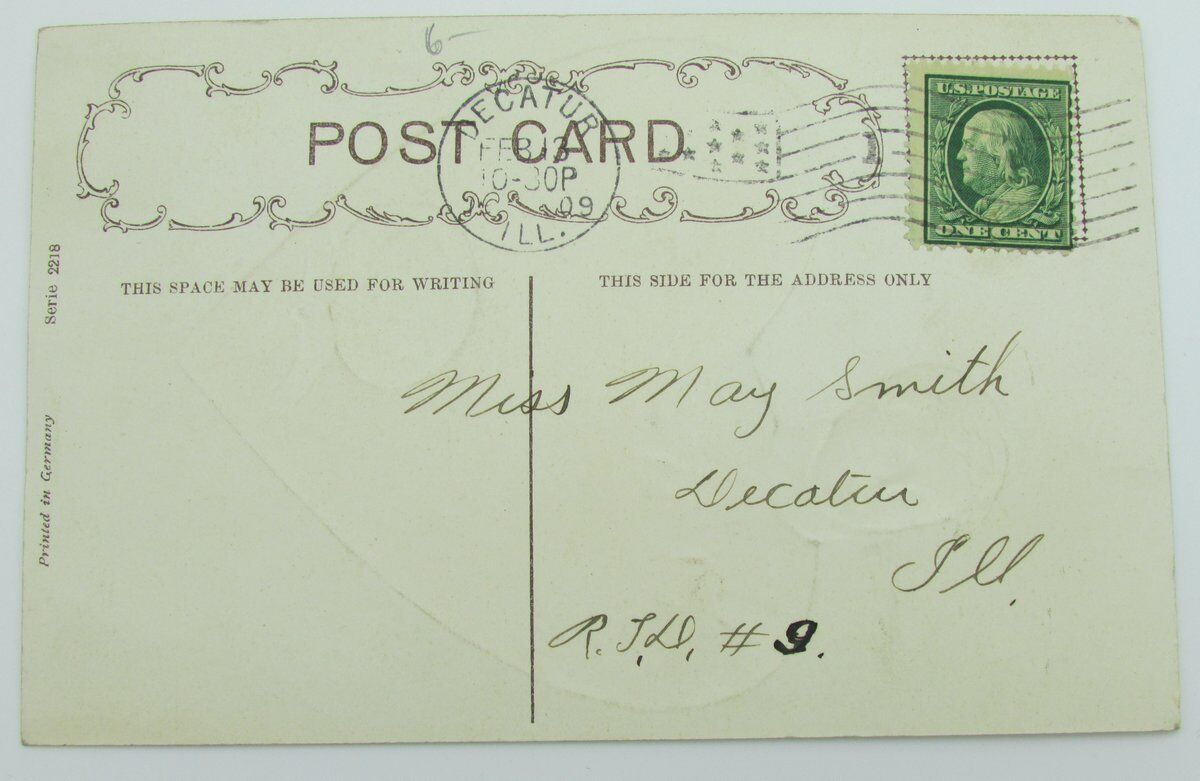 6-
POST CARD
DECATUR
FEB 13
10-30P
09
ILL.
U.S. POSTAGE
ONE CENT
THIS SPACE MAY BE USED FOR WRITING
THIS SIDE FOR THE ADDRESS ONLY
Serie 2218
Printed in Germany
Miss May Smith
Decatur
Ill.
R.F.D. #9.